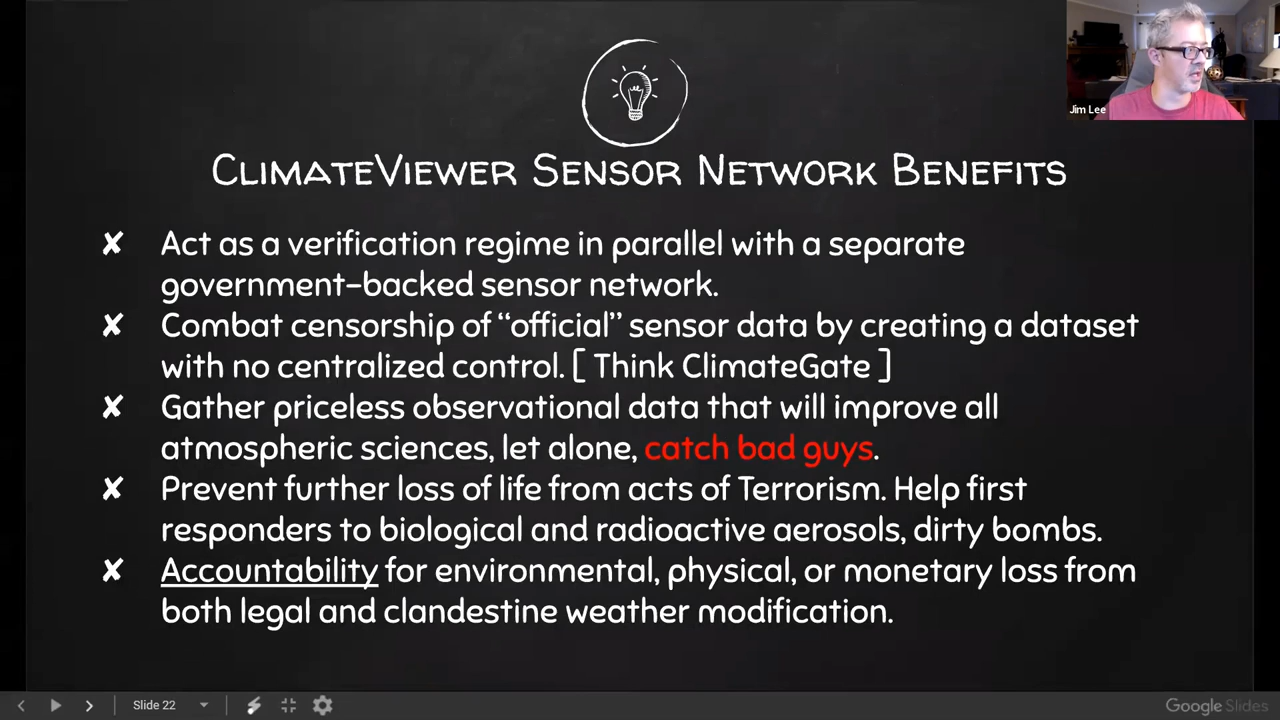 Jim Lee
CLIMATEVIEWER SENSOR NETWORK BENEFITS
✘ Act as a verification regime in parallel with a separate
government-backed sensor network.
✘ Combat censorship of “official” sensor data by creating a dataset
with no centralized control. [ Think ClimateGate ]
✘ Gather priceless observational data that will improve all
atmospheric sciences, let alone, catch bad guys.
✘ Prevent further loss of life from acts of Terrorism. Help first
responders to biological and radioactive aerosols, dirty bombs.
✘ Accountability for environmental, physical, or monetary loss from
both legal and clandestine weather modification.
Slide 22
Google Slides